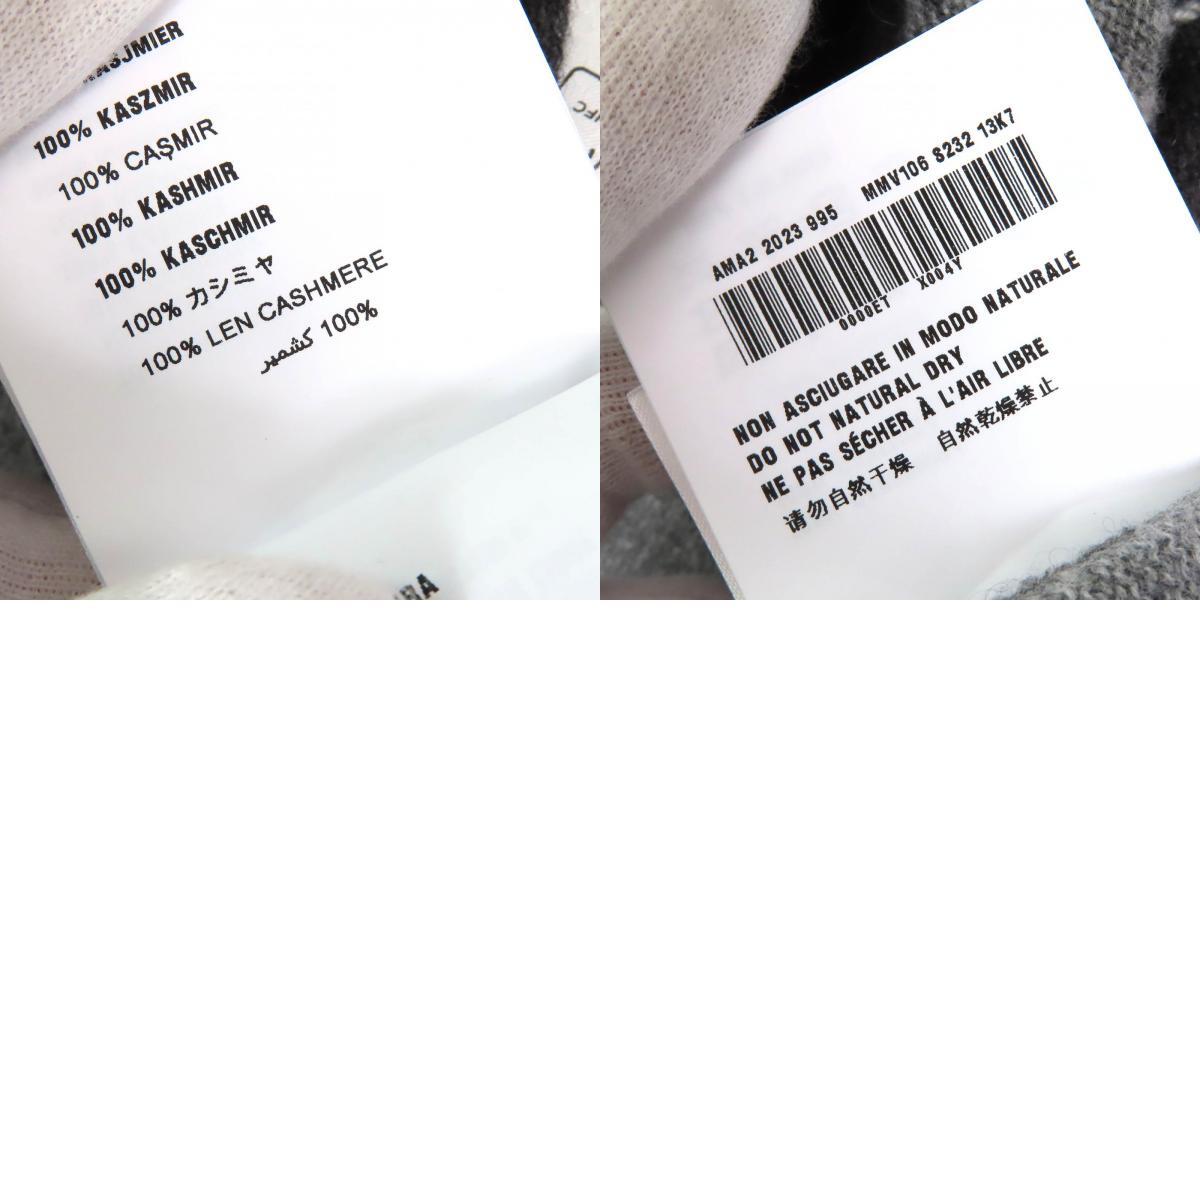 KASJMIER
100% KASZMIR
100% CAŞMIR
100% KASHMIR
100% KASCHMIR
100% カシミヤ
100% LEN CASHMERE
100% كشمير
AMA2 2023 995 MMV106 S232 13K7
0000ET X004Y
NON ASCIUGARE IN MODO NATURALE
DO NOT NATURAL DRY
NE PAS SÉCHER À L'AIR LIBRE
请勿自然干燥 自然乾燥禁止